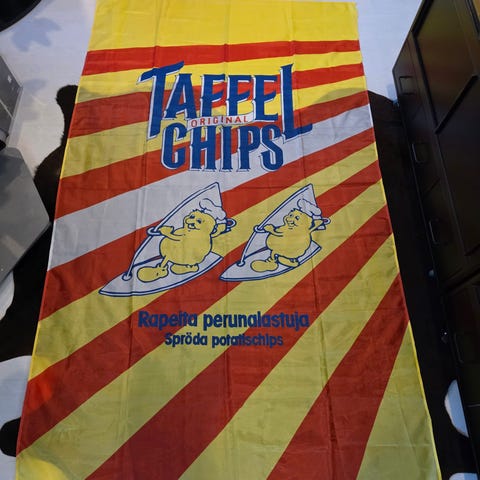 TAFFEL
ORIGINAL
CHIPS
Rapeita perunalastuja
Spröda potatischips